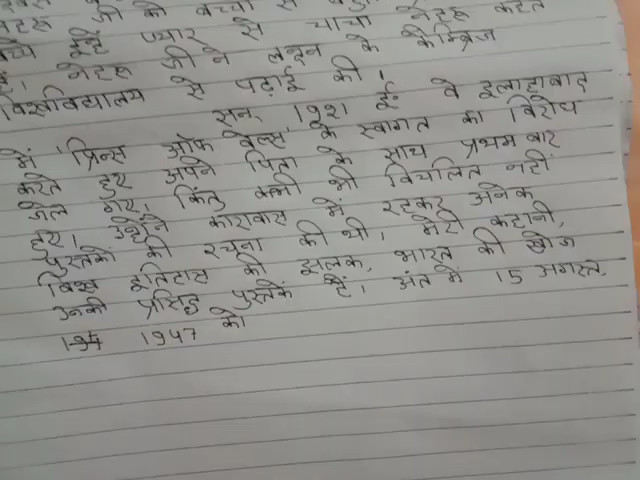 नेहरू जी को बच्चों से
बच्चे इन्हें प्यार से चाचा नेहरू कहते
हैं। नेहरू जी ने लन्दन के कैम्ब्रिज
विश्वविद्यालय से पढ़ाई की।
सन् 1921 ई. वे इलाहाबाद
में 'प्रिन्स ऑफ वेल्स' के स्वागत का विरोध
करते हुए अपने पिता के साथ प्रथम बार
जेल गए, किंतु कभी भी विचलित नहीं
हुए। उन्होंने कारावास में रहकर अनेक
पुस्तकों की रचना की थी। मेरी कहानी,
विश्व इतिहास की झलक, भारत की खोज
उनकी प्रसिद्ध पुस्तकें हैं। अंत में 15 अगस्त,
1947 को